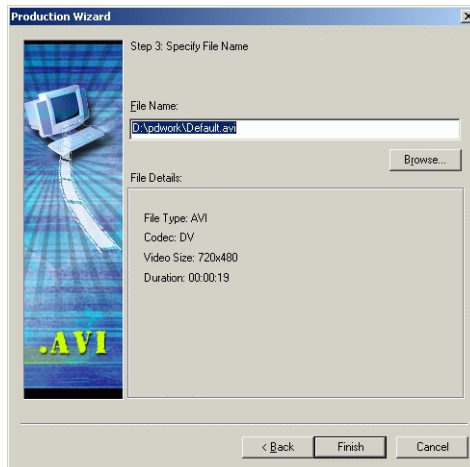 Production Wizard
Step 3: Specify File Name
File Name:
D:\pdwork\Default.avi
Browse...
File Details:
File Type: AVI
Codec: DV
Video Size: 720x480
Duration: 00:00:19
.AVI
< Back
Finish
Cancel